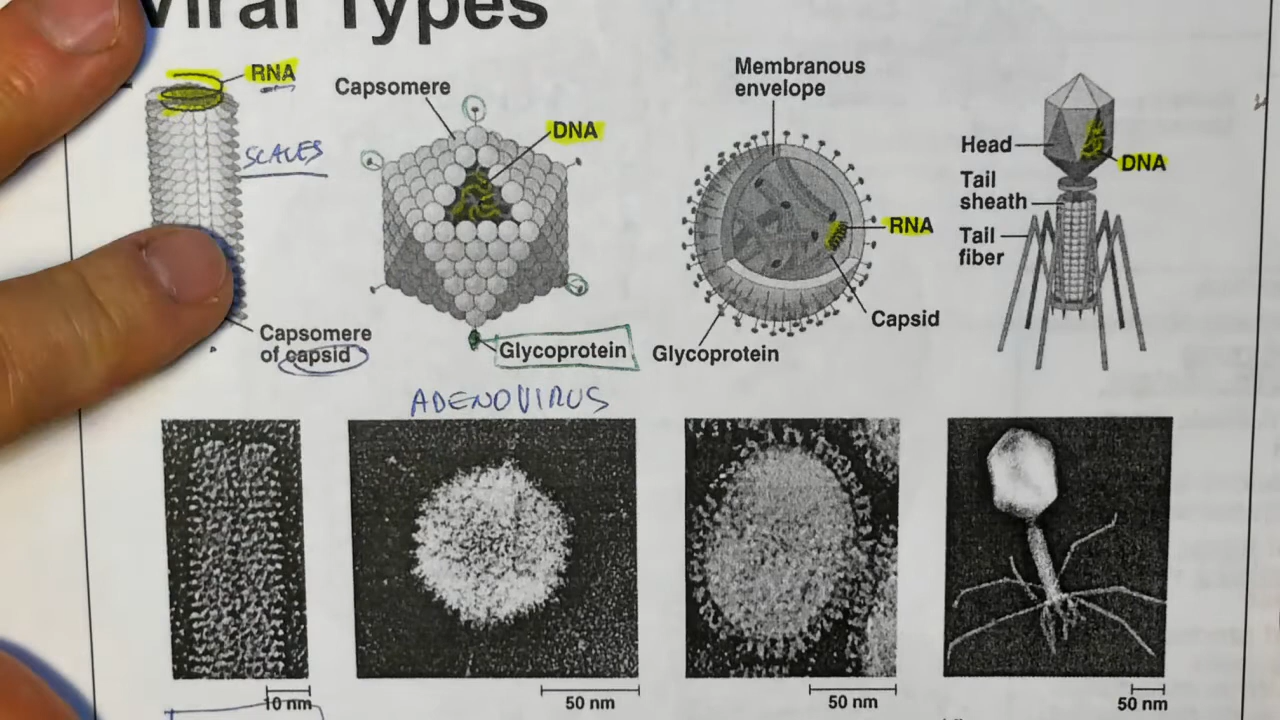 Viral Types
RNA
SCALES
Capsomere
of capsid
Capsomere
DNA
Glycoprotein
ADENOVIRUS
Membranous
envelope
RNA
Capsid
Glycoprotein
Head
DNA
Tail
sheath
Tail
fiber
10 nm
50 nm
50 nm
50 nm